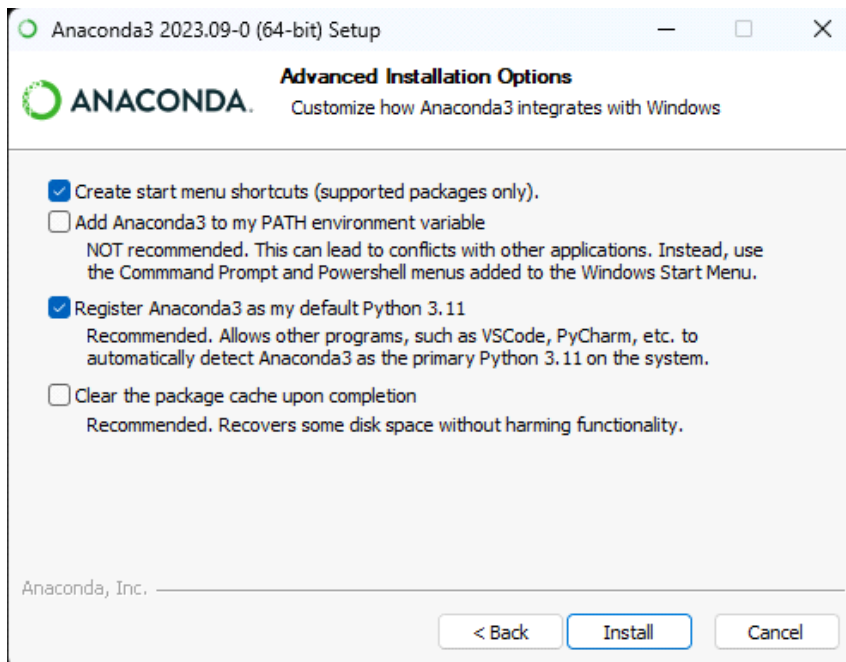 Anaconda3 2023.09-0 (64-bit) Setup
ANACONDA.
Advanced Installation Options
Customize how Anaconda3 integrates with Windows
Create start menu shortcuts (supported packages only).
Add Anaconda3 to my PATH environment variable
NOT recommended. This can lead to conflicts with other applications. Instead, use
the Commmand Prompt and Powershell menus added to the Windows Start Menu.
Register Anaconda3 as my default Python 3.11
Recommended. Allows other programs, such as VSCode, PyCharm, etc. to
automatically detect Anaconda3 as the primary Python 3.11 on the system.
Clear the package cache upon completion
Recommended. Recovers some disk space without harming functionality.
Anaconda, Inc.
< Back
Install
Cancel